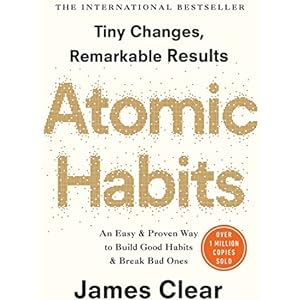 THE INTERNATIONAL BESTSELLER
Tiny Changes,
Remarkable Results
Atomic
Habits
An Easy & Proven Way
to Build Good Habits
& Break Bad Ones
OVER
1 MILLION
COPIES
SOLD
James Clear